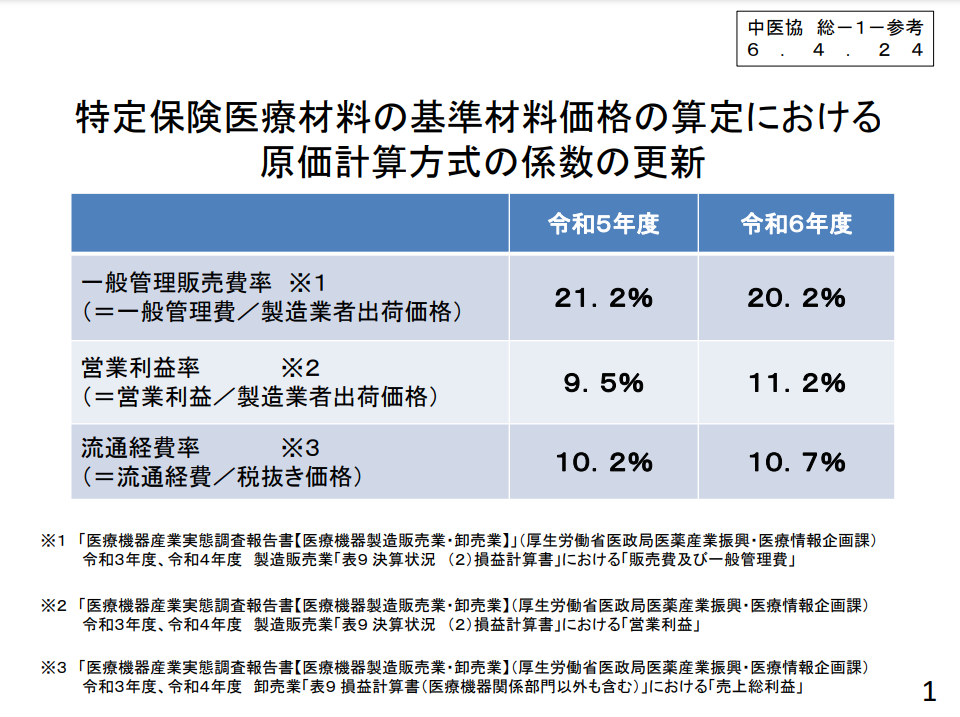 中医協 総－１－参考
６．４．２４
特定保険医療材料の基準材料価格の算定における
原価計算方式の係数の更新
令和５年度 令和６年度
一般管理販売費率 ※１
（＝一般管理費／製造業者出荷価格） ２１．２％ ２０．２％
営業利益率 ※２
（＝営業利益／製造業者出荷価格） ９．５％ １１．２％
流通経費率 ※３
（＝流通経費／税抜き価格） １０．２％ １０．７％
※１ 「医療機器産業実態調査報告書【医療機器製造販売業・卸売業】」（厚生労働省医政局医薬産業振興・医療情報企画課）
令和３年度、令和４年度 製造販売業「表９ 決算状況 （２）損益計算書」における「販売費及び一般管理費」
※２ 「医療機器産業実態調査報告書【医療機器製造販売業・卸売業】（厚生労働省医政局医薬産業振興・医療情報企画課）
令和３年度、令和４年度 製造販売業「表９ 決算状況 （２）損益計算書」における「営業利益」
※３ 「医療機器産業実態調査報告書【医療機器製造販売業・卸売業】（厚生労働省医政局医薬産業振興・医療情報企画課）
令和３年度、令和４年度 卸売業「表９ 損益計算書（医療機器関係部門以外も含む）」における「売上総利益」
1